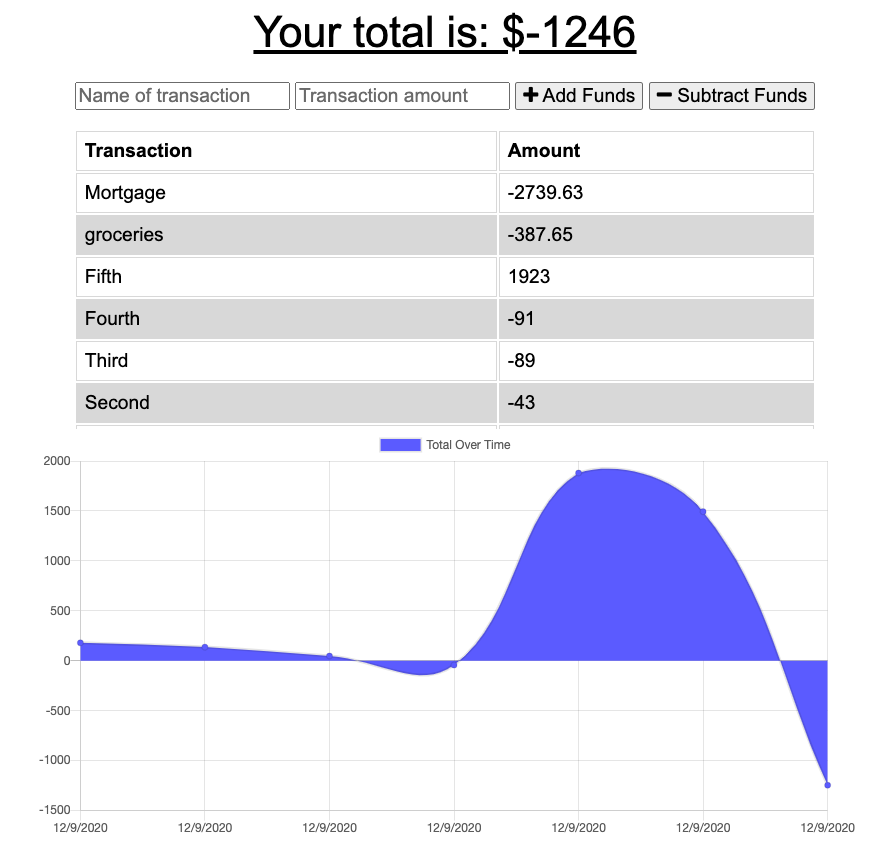 Your total is: $-1246
Name of transaction Transaction amount + Add Funds − Subtract Funds
Transaction Amount
Mortgage -2739.63
groceries -387.65
Fifth 1923
Fourth -91
Third -89
Second -43
Total Over Time
2000
1500
1000
500
0
-500
-1000
-1500
12/9/2020 12/9/2020 12/9/2020 12/9/2020 12/9/2020 12/9/2020 12/9/2020